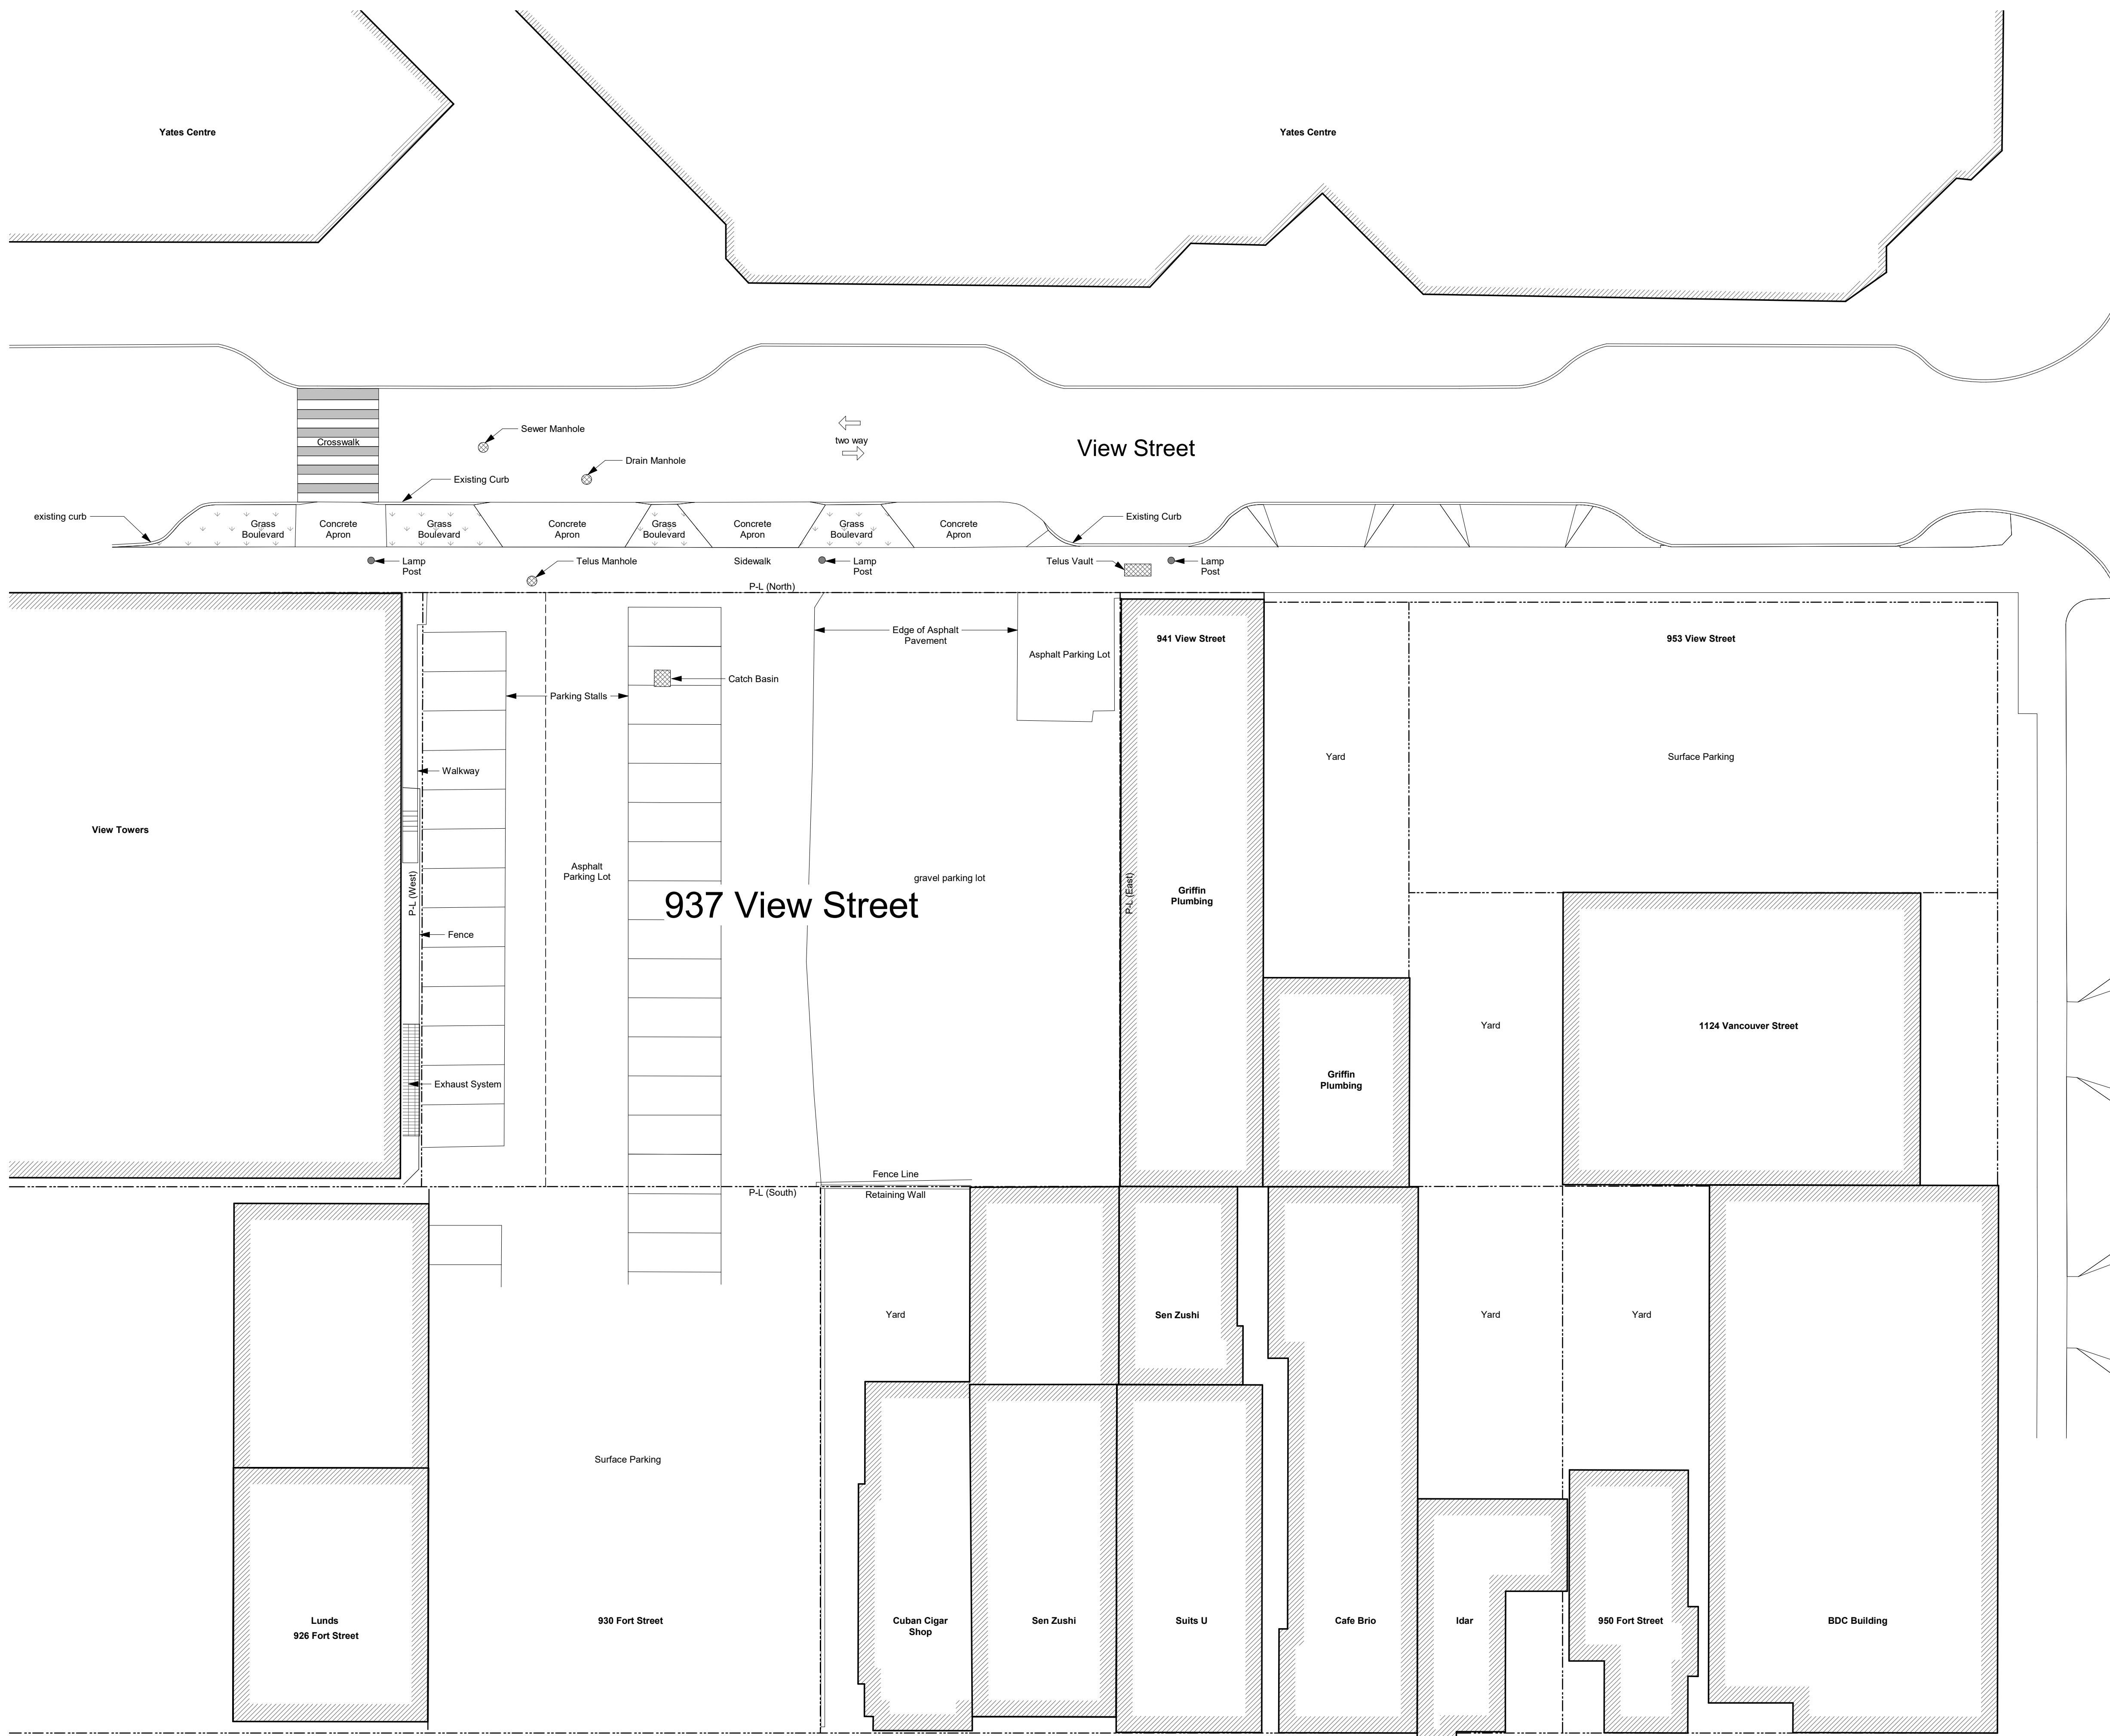 Yates Centre
Yates Centre
Sewer Manhole
two way
Crosswalk
View Street
Drain Manhole
Existing Curb
existing curb
Grass
Boulevard
Concrete
Apron
Grass
Boulevard
Concrete
Apron
Grass
Boulevard
Concrete
Apron
Grass
Boulevard
Concrete
Apron
Existing Curb
Lamp
Post
Telus Manhole
Sidewalk
Lamp
Post
Telus Vault
Lamp
Post
P-L (North)
Edge of Asphalt
Pavement
941 View Street
953 View Street
Asphalt Parking Lot
Catch Basin
Parking Stalls
Yard
Surface Parking
Walkway
View Towers
Asphalt
Parking Lot
gravel parking lot
P-L (West)
937 View Street
P-L (East)
Griffin
Plumbing
Fence
Yard
1124 Vancouver Street
Griffin
Plumbing
Exhaust System
Fence Line
P-L (South)
Retaining Wall
Yard
Sen Zushi
Yard
Yard
Surface Parking
Lunds
926 Fort Street
930 Fort Street
Cuban Cigar
Shop
Sen Zushi
Suits U
Cafe Brio
Idar
950 Fort Street
BDC Building